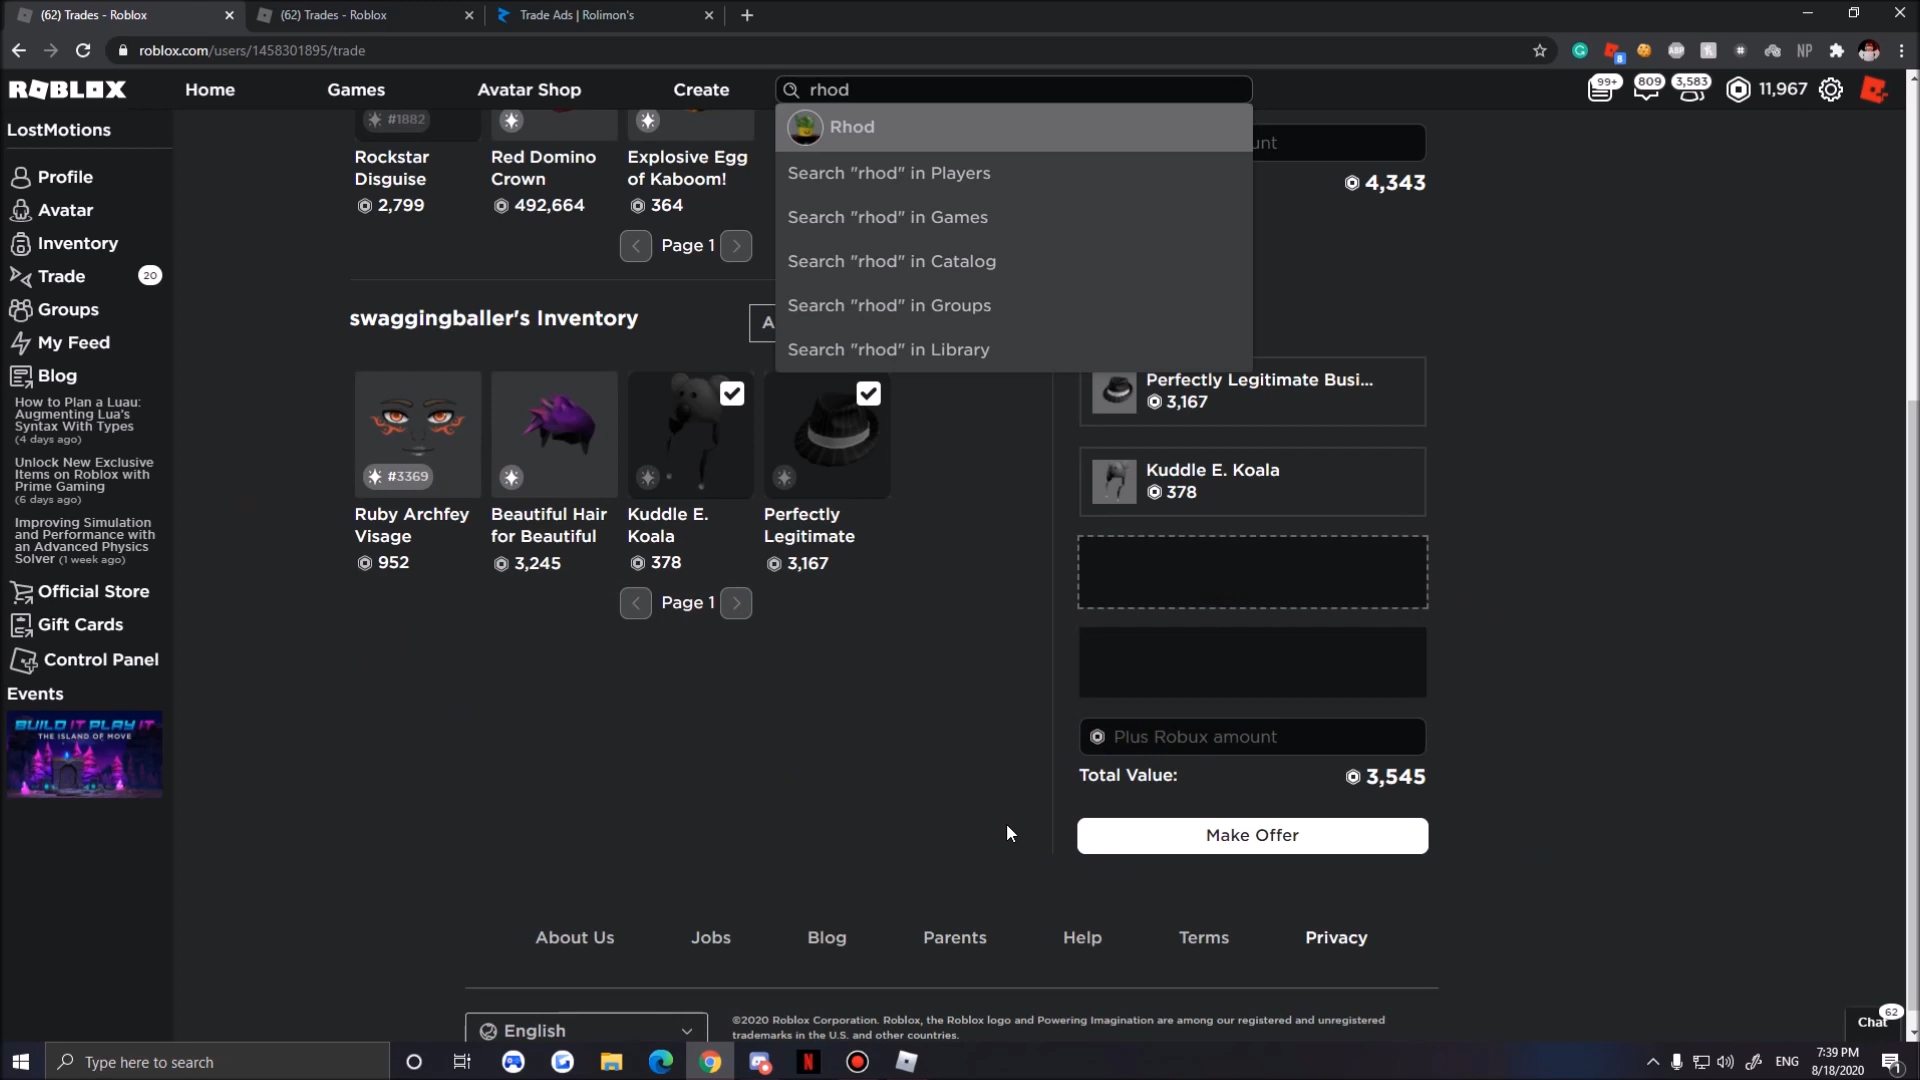 (62) Trades - Roblox
(62) Trades - Roblox
Trade Ads | Rolimon's
roblox.com/users/1458301895/trade
ABP
NP
8
ROBLOX
Home
Games
Avatar Shop
Create
rhod
99+
809
3,583
11,967
LostMotions
Profile
Avatar
Inventory
Trade
20
Groups
My Feed
Blog
How to Plan a Luau:
Augmenting Lua's
Syntax With Types
(4 days ago)
Unlock New Exclusive
Items on Roblox with
Prime Gaming
(6 days ago)
Improving Simulation
and Performance with
an Advanced Physics
Solver (1 week ago)
Official Store
Gift Cards
Control Panel
Events
BUILD IT PLAY IT
THE ISLAND OF MOVE
#1882
Rockstar
Disguise
2,799
Red Domino
Crown
492,664
Explosive Egg
of Kaboom!
364
Page 1
Rhod
Search "rhod" in Players
Search "rhod" in Games
Search "rhod" in Catalog
Search "rhod" in Groups
Search "rhod" in Library
unt
4,343
swaggingballer's Inventory
A
#3369
Ruby Archfey
Visage
952
Beautiful Hair
for Beautiful
3,245
Kuddle E.
Koala
378
Perfectly
Legitimate
3,167
Page 1
Perfectly Legitimate Busi...
3,167
Kuddle E. Koala
378
Plus Robux amount
Total Value:
3,545
Make Offer
About Us
Jobs
Blog
Parents
Help
Terms
Privacy
English
©2020 Roblox Corporation. Roblox, the Roblox logo and Powering Imagination are among our registered and unregistered
trademarks in the U.S. and other countries.
Chat
62
Type here to search
N
ENG
7:39 PM
8/18/2020
1